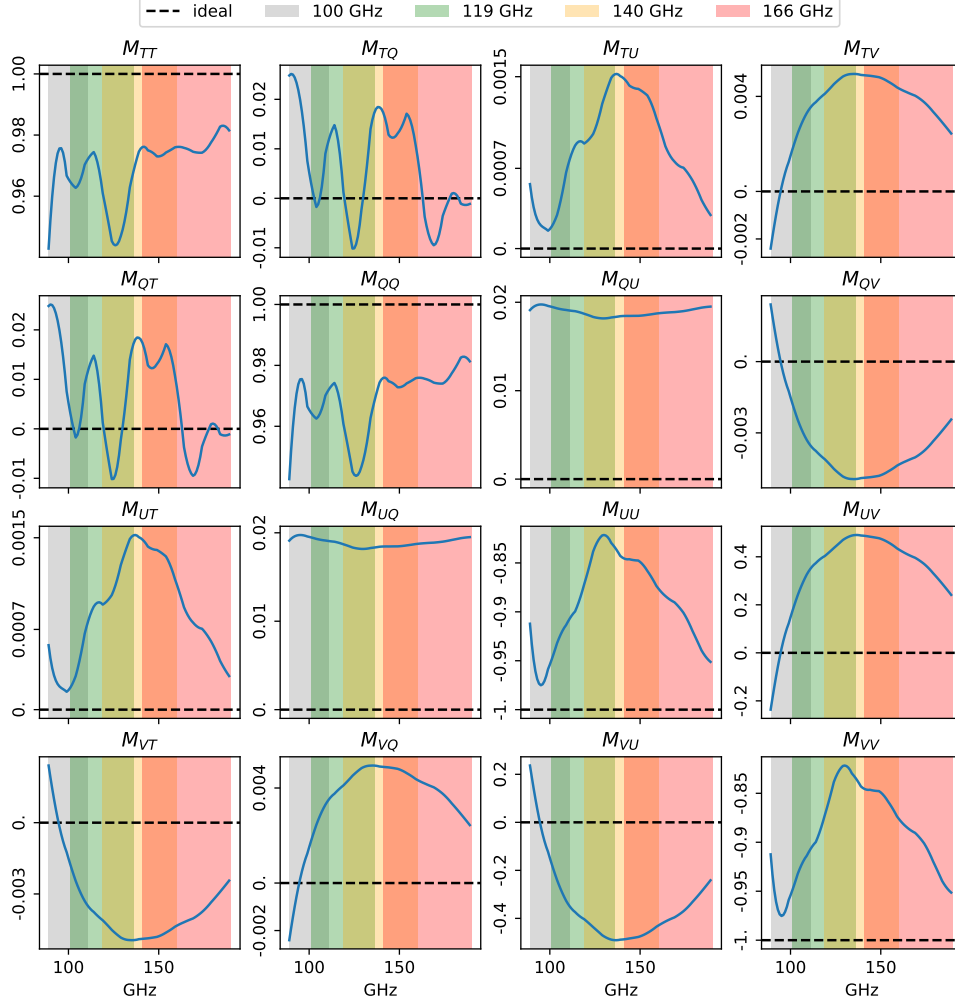 ideal 100 GHz 119 GHz 140 GHz 166 GHz
M_TT M_TQ M_TU M_TV
1.00 0.98 0.96
0.02 0.01 0. -0.01
0.0015 0.0007 0.
0.004 0. -0.002
M_QT M_QQ M_QU M_QV
0.02 0.01 0. -0.01
1.00 0.98 0.96
0.02 0.01 0.
0. -0.003
M_UT M_UQ M_UU M_UV
0.0015 0.0007 0.
0.02 0.01 0.
-0.85 -0.9 -0.95 -1.
0.4 0.2 0. -0.2
M_VT M_VQ M_VU M_VV
0. -0.003
0.004 0. -0.002
0.2 0. -0.2 -0.4
-0.85 -0.9 -0.95 -1.
100 150 100 150 100 150 100 150
GHz GHz GHz GHz